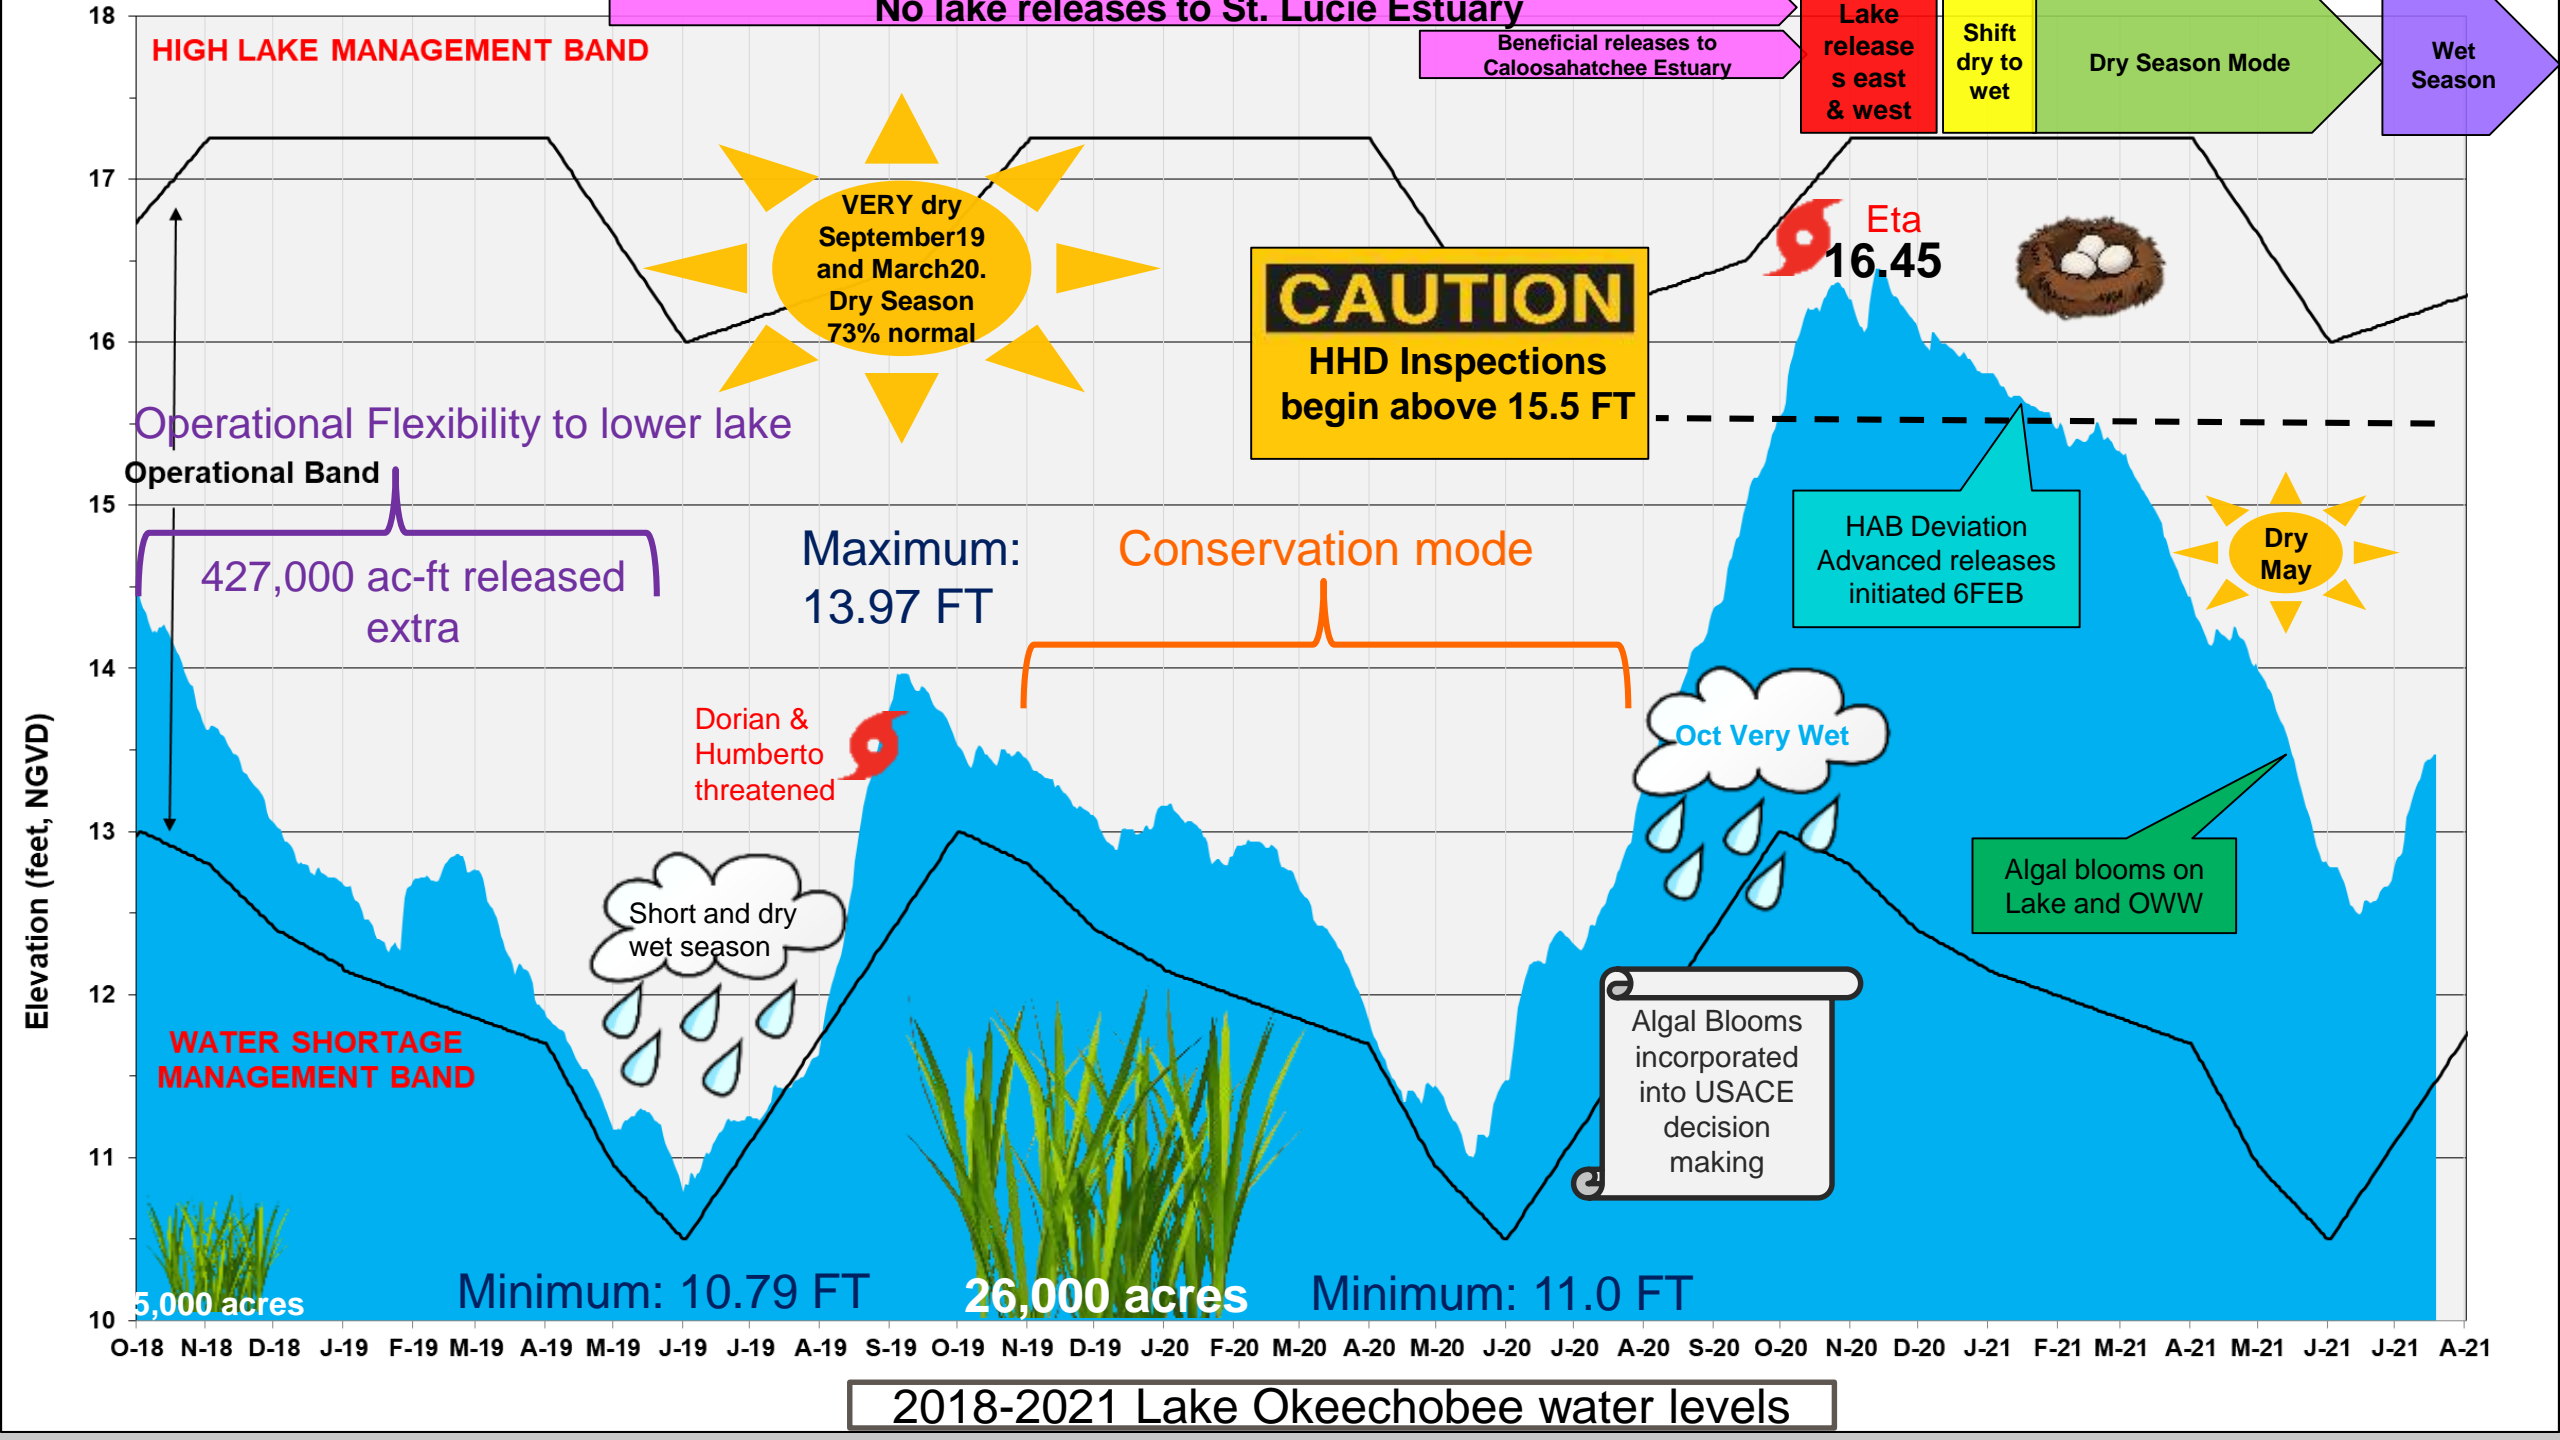 No lake releases to St. Lucie Estuary
Beneficial releases to
Caloosahatchee Estuary
Lake
release
s east
& west
Shift
dry to
wet
Dry Season Mode
Wet
Season
HIGH LAKE MANAGEMENT BAND
VERY dry
September19
and March20.
Dry Season
73% normal
Eta
16.45
CAUTION
HHD Inspections
begin above 15.5 FT
Operational Flexibility to lower lake
Operational Band
427,000 ac-ft released
extra
Maximum:
13.97 FT
Conservation mode
HAB Deviation
Advanced releases
initiated 6FEB
Dry
May
Dorian &
Humberto
threatened
Oct Very Wet
Short and dry
wet season
Algal blooms on
Lake and OWW
WATER SHORTAGE
MANAGEMENT BAND
Algal Blooms
incorporated
into USACE
decision
making
5,000 acres
Minimum: 10.79 FT
26,000 acres
Minimum: 11.0 FT
Elevation (feet, NGVD)
18
17
16
15
14
13
12
11
10
O-18 N-18 D-18 J-19 F-19 M-19 A-19 M-19 J-19 J-19 A-19 S-19 O-19 N-19 D-19 J-20 F-20 M-20 A-20 M-20 J-20 J-20 A-20 S-20 O-20 N-20 D-20 J-21 F-21 M-21 A-21 M-21 J-21 J-21 A-21
2018-2021 Lake Okeechobee water levels